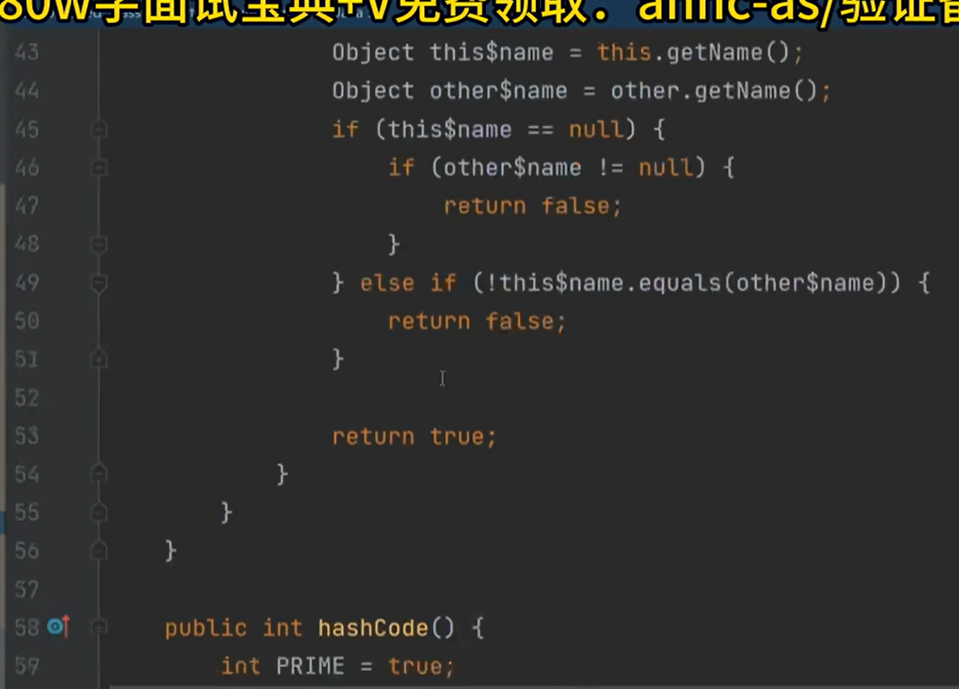 80w字面试宝典+V免费领取：annc-as/验证备
43 Object this$name = this.getName();
44 Object other$name = other.getName();
45 if (this$name == null) {
46 if (other$name != null) {
47 return false;
48 }
49 } else if (!this$name.equals(other$name)) {
50 return false;
51 }
52
53 return true;
54 }
55 }
56 }
57
58 public int hashCode() {
59 int PRIME = true;